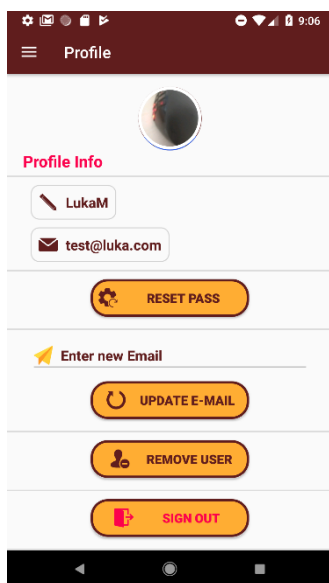 9:06
Profile
Profile Info
LukaM
test@luka.com
RESET PASS
Enter new Email
UPDATE E-MAIL
REMOVE USER
SIGN OUT